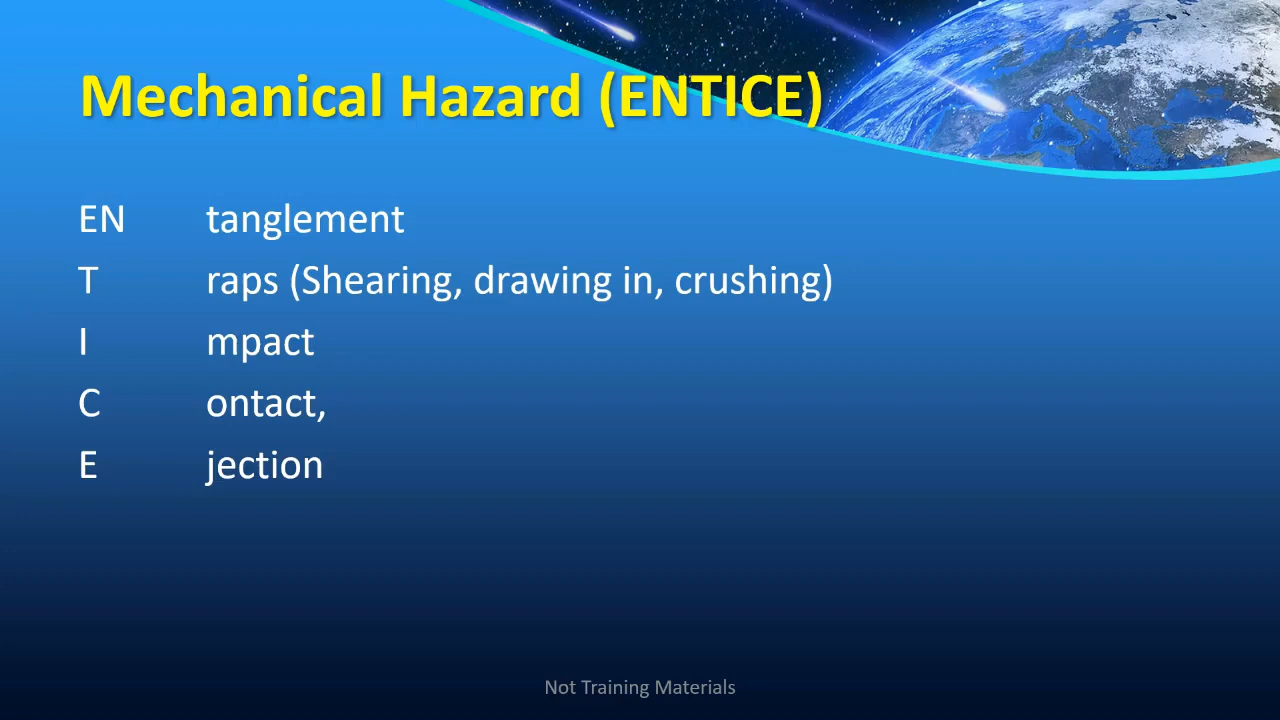 Mechanical Hazard (ENTICE)
EN tanglement
T raps (Shearing, drawing in, crushing)
I mpact
C ontact,
E jection
Not Training Materials